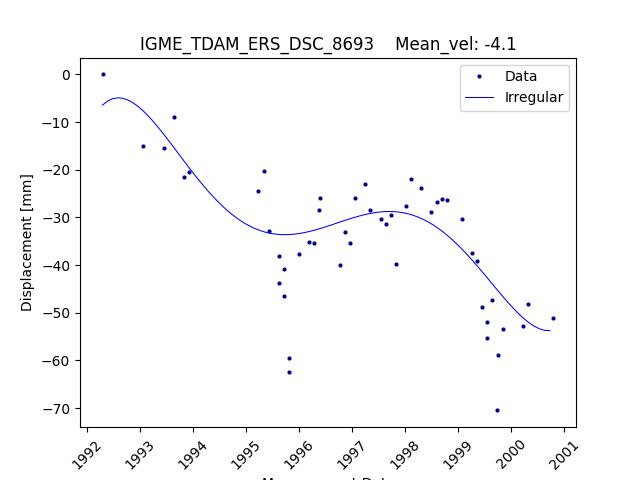 IGME_TDAM_ERS_DSC_8693    Mean_vel: -4.1
Data
Irregular
Displacement [mm]
0
−10
−20
−30
−40
−50
−60
−70
1992 1993 1994 1995 1996 1997 1998 1999 2000 2001